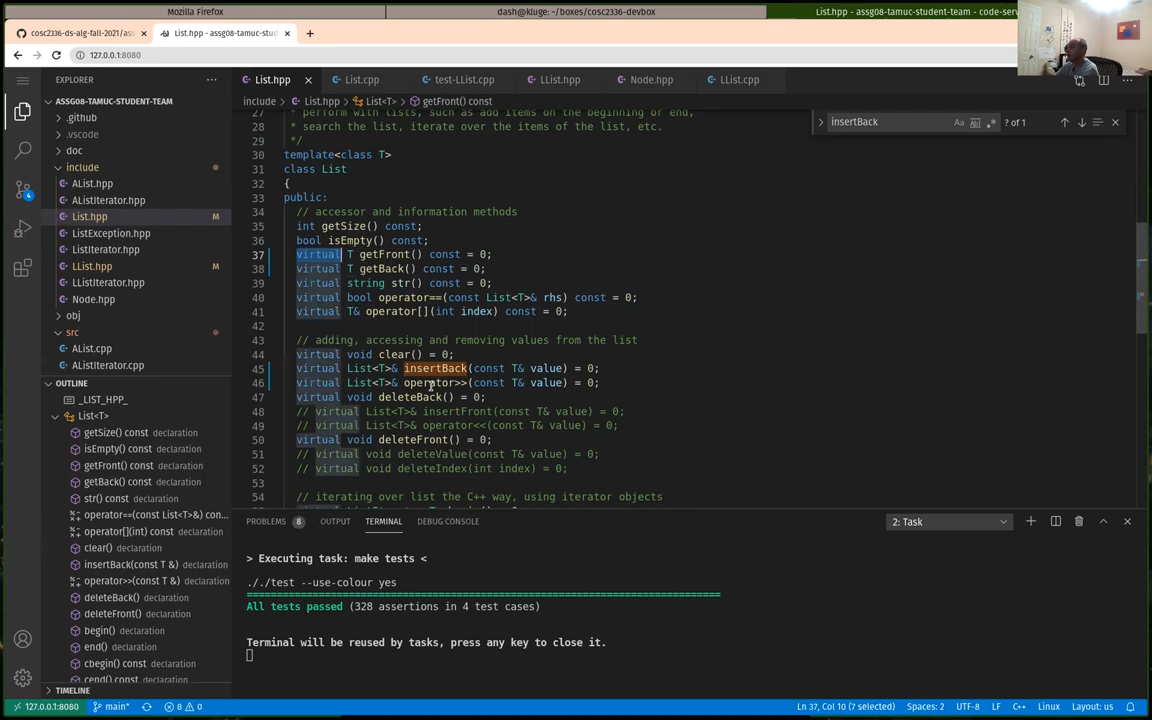 Mozilla Firefox
dash@kluge: ~/boxes/cosc2336-devbox
List.hpp - assg08-tamuc-student-team - code-serv
cosc2336-ds-alg-fall-2021/ass
List.hpp - assg08-tamuc-stud
127.0.0.1:8080
EXPLORER
List.hpp
List.cpp
test-LList.cpp
LList.hpp
Node.hpp
LList.cpp
ASSG08-TAMUC-STUDENT-TEAM
include > List.hpp > List<T> > getFront() const
.github
.vscode
doc
include
AList.hpp
AListIterator.hpp
List.hpp M
ListException.hpp
ListIterator.hpp
LList.hpp M
LListIterator.hpp
Node.hpp
obj
src
AList.cpp
AListIterator.cpp
OUTLINE
_LIST_HPP_
List<T>
getSize() const declaration
isEmpty() const declaration
getFront() const declaration
getBack() const declaration
str() const declaration
operator==(const List<T>&) con...
operator[](int index) declaration
clear() declaration
insertBack(const T &) declaration
operator>>(const T &) declaration
deleteBack() declaration
deleteFront() declaration
begin() declaration
end() declaration
cbegin() declaration
cend() declaration
TIMELINE
insertBack
Aa
? of 1
27 * perform with lists, such as add items on the beginning or end,
28 * search the list, iterate over the items of the list, etc.
29 */
30 template<class T>
31 class List
32 {
33 public:
34 // accessor and information methods
35 int getSize() const;
36 bool isEmpty() const;
37 virtual T getFront() const = 0;
38 virtual T getBack() const = 0;
39 virtual string str() const = 0;
40 virtual bool operator==(const List<T>& rhs) const = 0;
41 virtual T& operator[](int index) const = 0;
42
43 // adding, accessing and removing values from the list
44 virtual void clear() = 0;
45 virtual List<T>& insertBack(const T& value) = 0;
46 virtual List<T>& operator>>(const T& value) = 0;
47 virtual void deleteBack() = 0;
48 // virtual List<T>& insertFront(const T& value) = 0;
49 // virtual List<T>& operator<<(const T& value) = 0;
50 virtual void deleteFront() = 0;
51 // virtual void deleteValue(const T& value) = 0;
52 // virtual void deleteIndex(int index) = 0;
53
54 // iterating over list the C++ way, using iterator objects
PROBLEMS 8 OUTPUT TERMINAL DEBUG CONSOLE
2: Task
> Executing task: make tests <
././test --use-colour yes
All tests passed (328 assertions in 4 test cases)
Terminal will be reused by tasks, press any key to close it.
4
127.0.0.1:8080 main* 8 0
Ln 37, Col 10 (7 selected) Spaces: 2 UTF-8 LF C++ Linux Layout: us